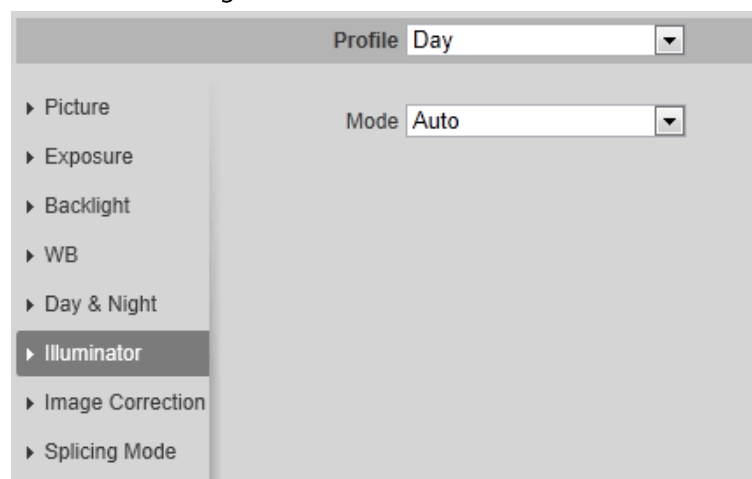 Profile Day
Mode Auto
Picture
Exposure
Backlight
WB
Day & Night
Illuminator
Image Correction
Splicing Mode